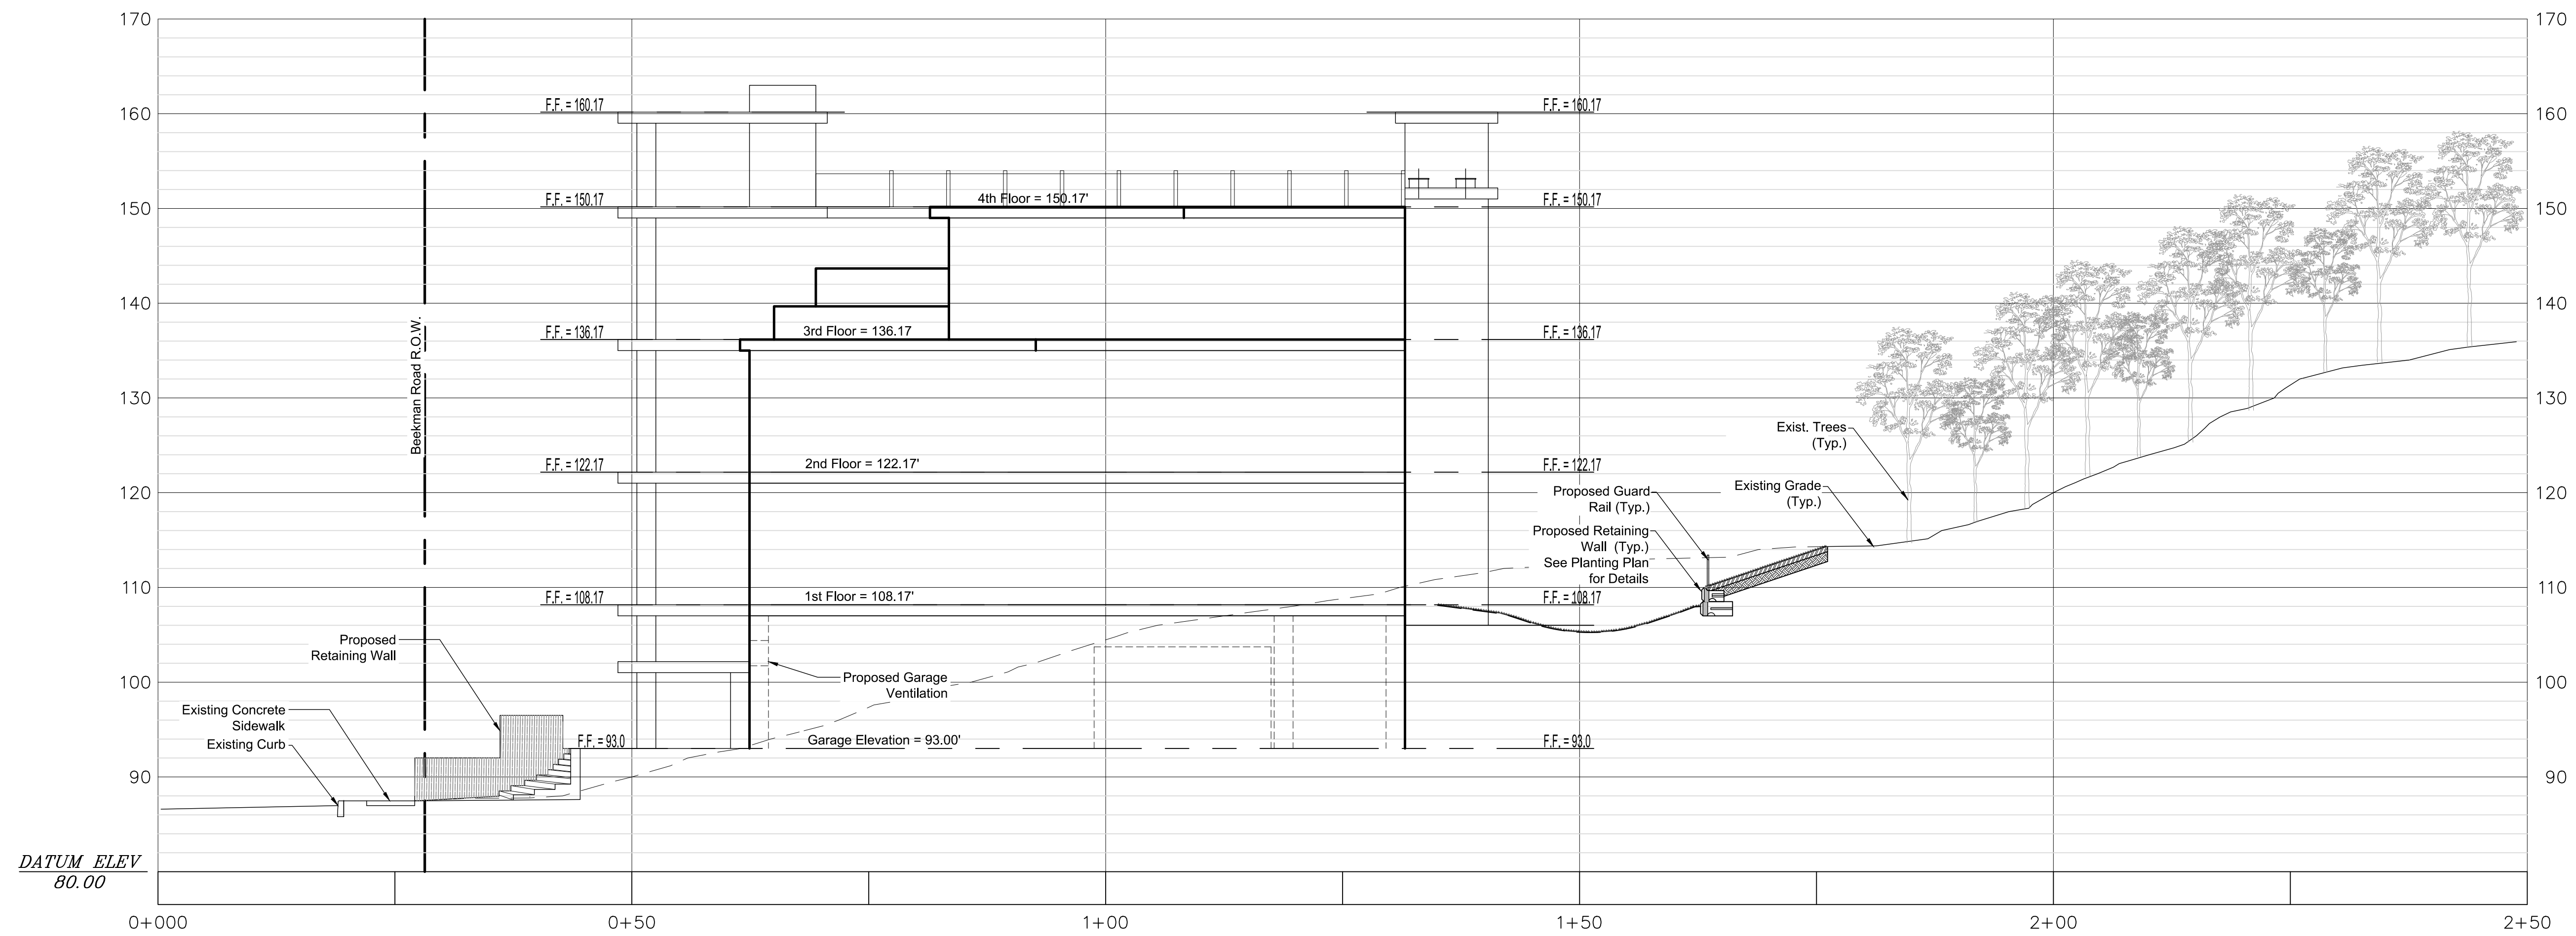 170
170
160
160
150
150
140
140
130
130
120
120
110
110
100
100
90
90
F.F. = 160.17
F.F. = 160.17
F.F. = 150.17
4th Floor = 150.17'
F.F. = 150.17
Beekman Road R.O.W.
F.F. = 136.17
3rd Floor = 136.17
F.F. = 136.17
F.F. = 122.17
2nd Floor = 122.17'
F.F. = 122.17
Exist. Trees
(Typ.)
Existing Grade
(Typ.)
Proposed Guard
Rail (Typ.)
Proposed Retaining
Wall (Typ.)
See Planting Plan
for Details
F.F. = 108.17
1st Floor = 108.17'
F.F. = 108.17
Proposed
Retaining Wall
Proposed Garage
Ventilation
Existing Concrete
Sidewalk
Existing Curb
F.F. = 93.0
Garage Elevation = 93.00'
F.F. = 93.0
DATUM ELEV
80.00
0+000
0+50
1+00
1+50
2+00
2+50